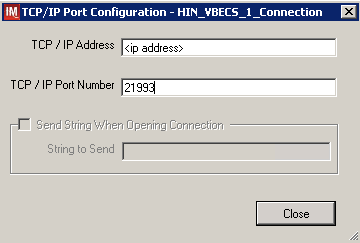 IM TCP/IP Port Configuration - HIN_VBECS_1_Connection
TCP / IP Address <ip address>
TCP / IP Port Number 21993
Send String When Opening Connection
String to Send
Close